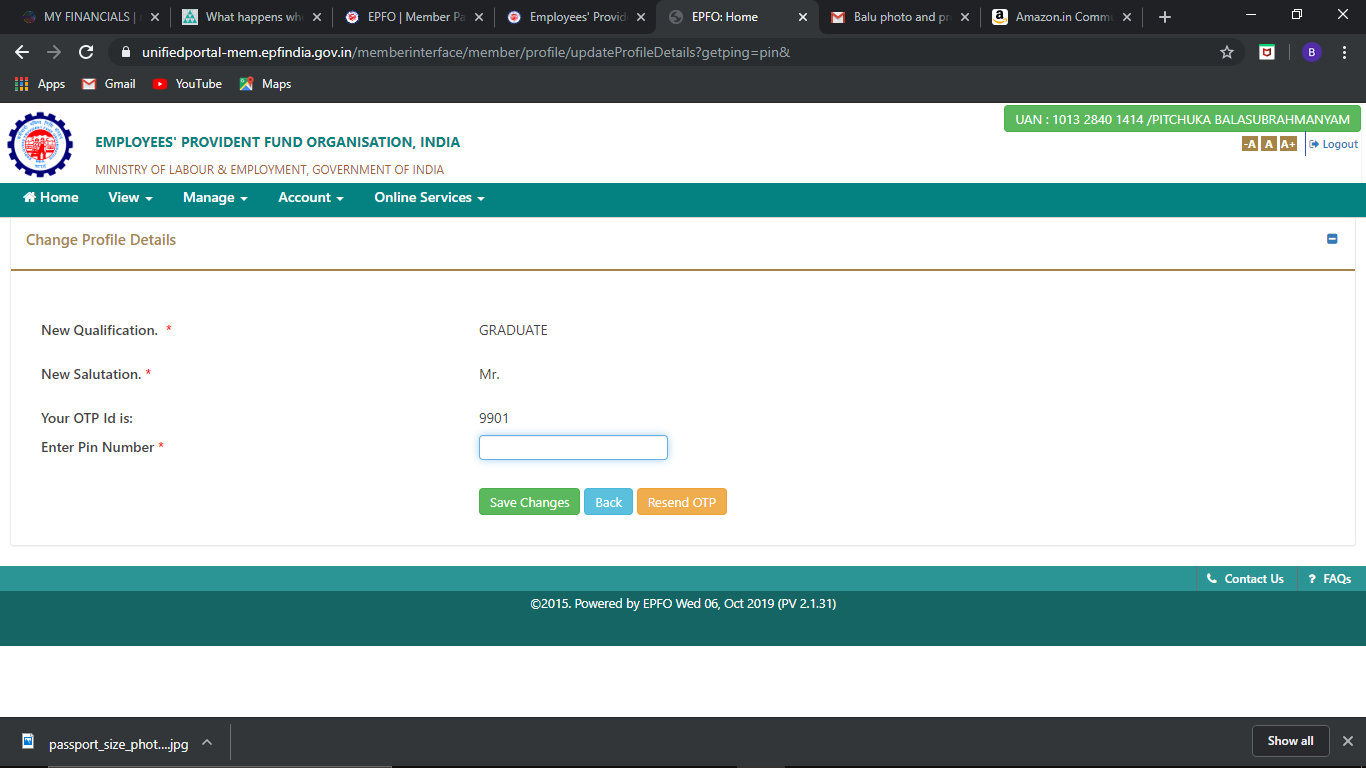 MY FINANCIALS |
What happens wh
EPFO | Member Pa
Employees' Provid
EPFO: Home
Balu photo and pr
Amazon.in Commu
unifiedportal-mem.epfindia.gov.in/memberinterface/member/profile/updateProfileDetails?getping=pin&
B
Apps
Gmail
YouTube
Maps
UAN : 1013 2840 1414 /PITCHUKA BALASUBRAHMANYAM
EMPLOYEES' PROVIDENT FUND ORGANISATION, INDIA
-A A A+ Logout
MINISTRY OF LABOUR & EMPLOYMENT, GOVERNMENT OF INDIA
Home View Manage Account Online Services
Change Profile Details
New Qualification. * GRADUATE
New Salutation. * Mr.
Your OTP Id is: 9901
Enter Pin Number *
Save Changes Back Resend OTP
Contact Us ? FAQs
©2015. Powered by EPFO Wed 06, Oct 2019 (PV 2.1.31)
passport_size_phot....jpg
Show all